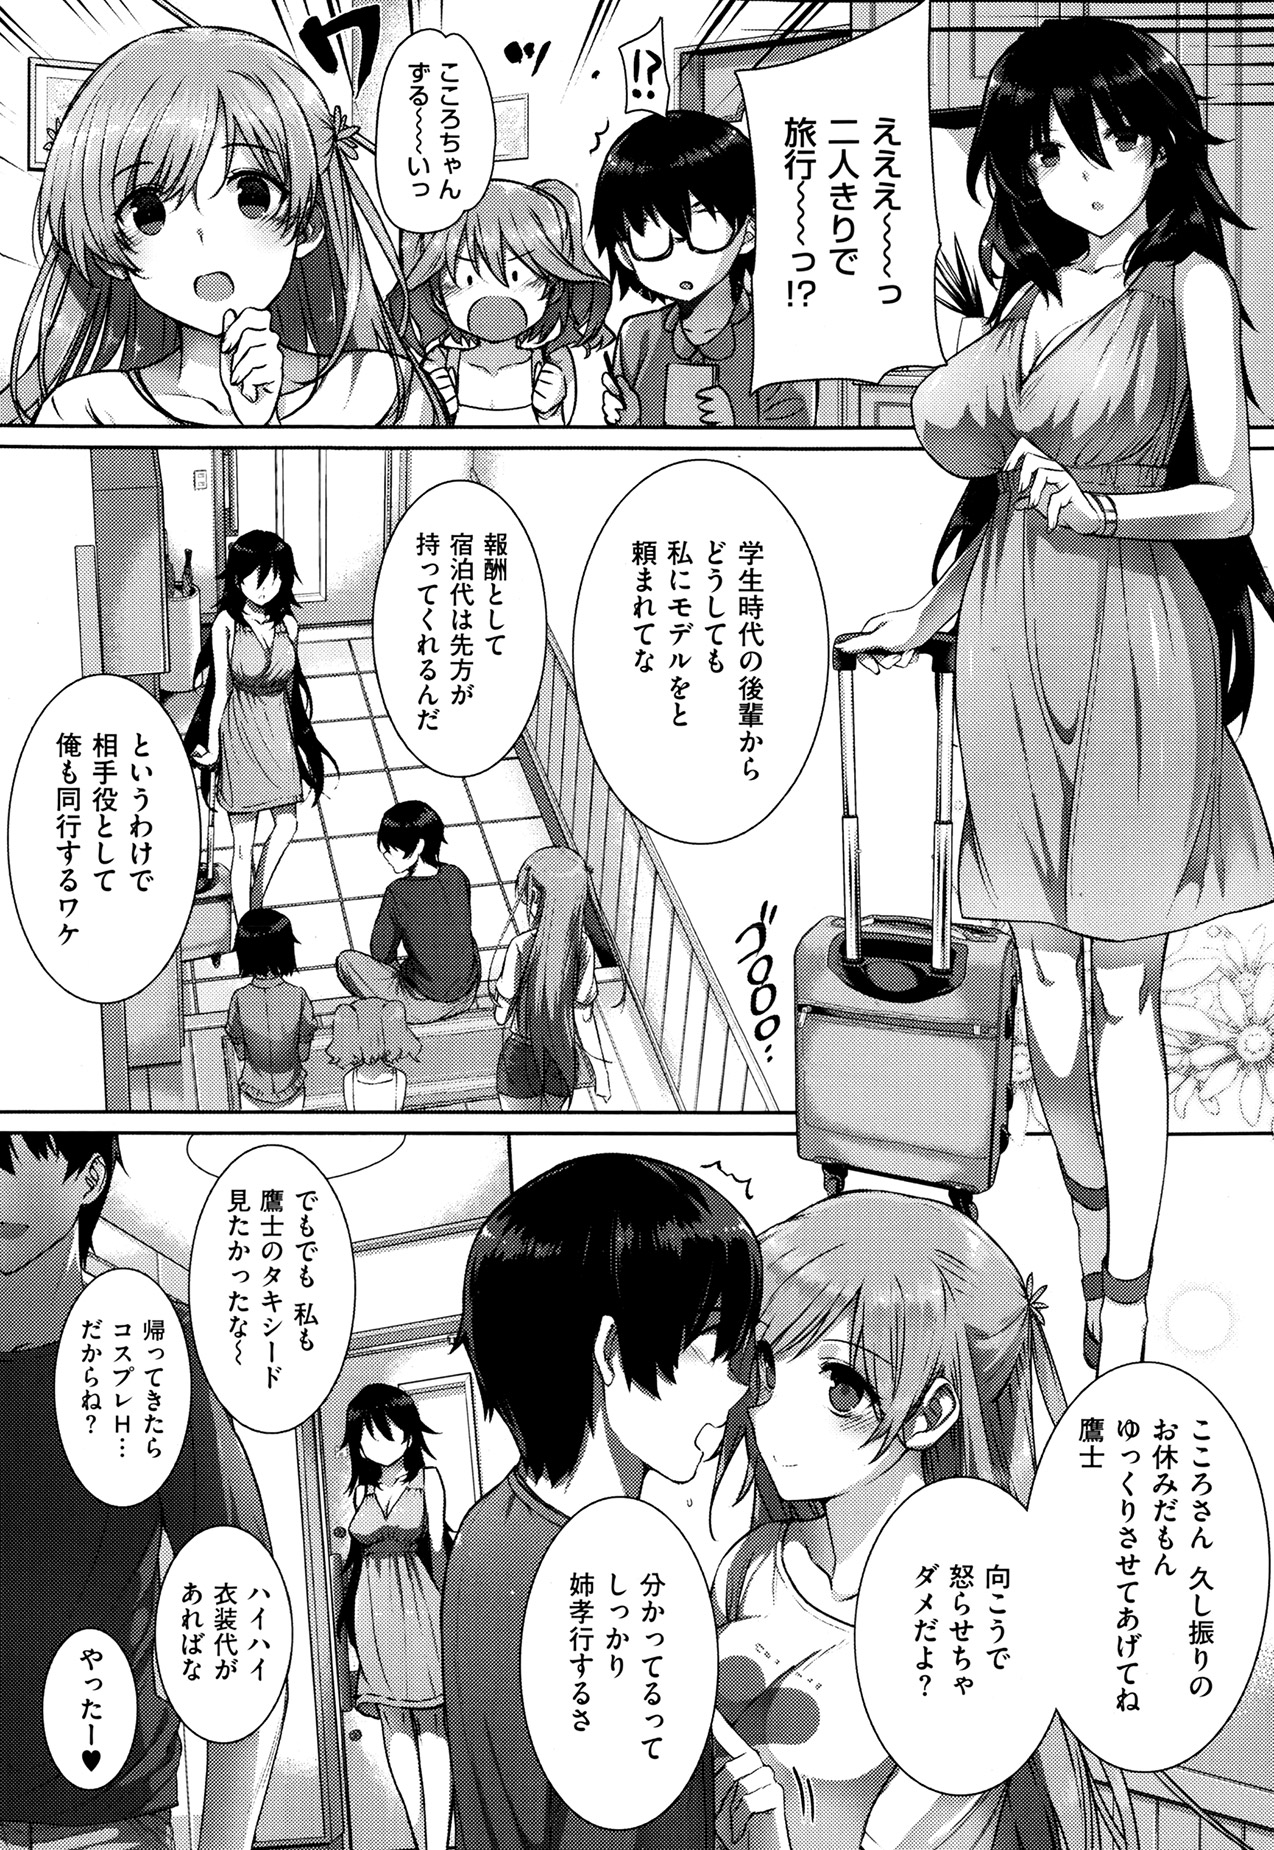 えええ～～っ
二人きりで
旅行～～～っ!?
!?
こころちゃん
ずる～～～いっ
学生時代の後輩から
どうしても
私にモデルをと
頼まれてな
報酬として
宿泊代は先方が
持ってくれるんだ
というわけで
相手役として
俺も同行するワケ
ゴロロロ…
こころさん 久し振りの
お休みだもん
ゆっくりさせてあげてね
鷹士
向こうで
怒らせちゃ
ダメだよ?
分かってるって
しっかり
姉孝行するさ
でもでも 私も
鷹士のタキシード
見たかったな～
帰ってきたら
コスプレH…
だからね?
ハイハイ
衣装代が
あればな
やったー♥